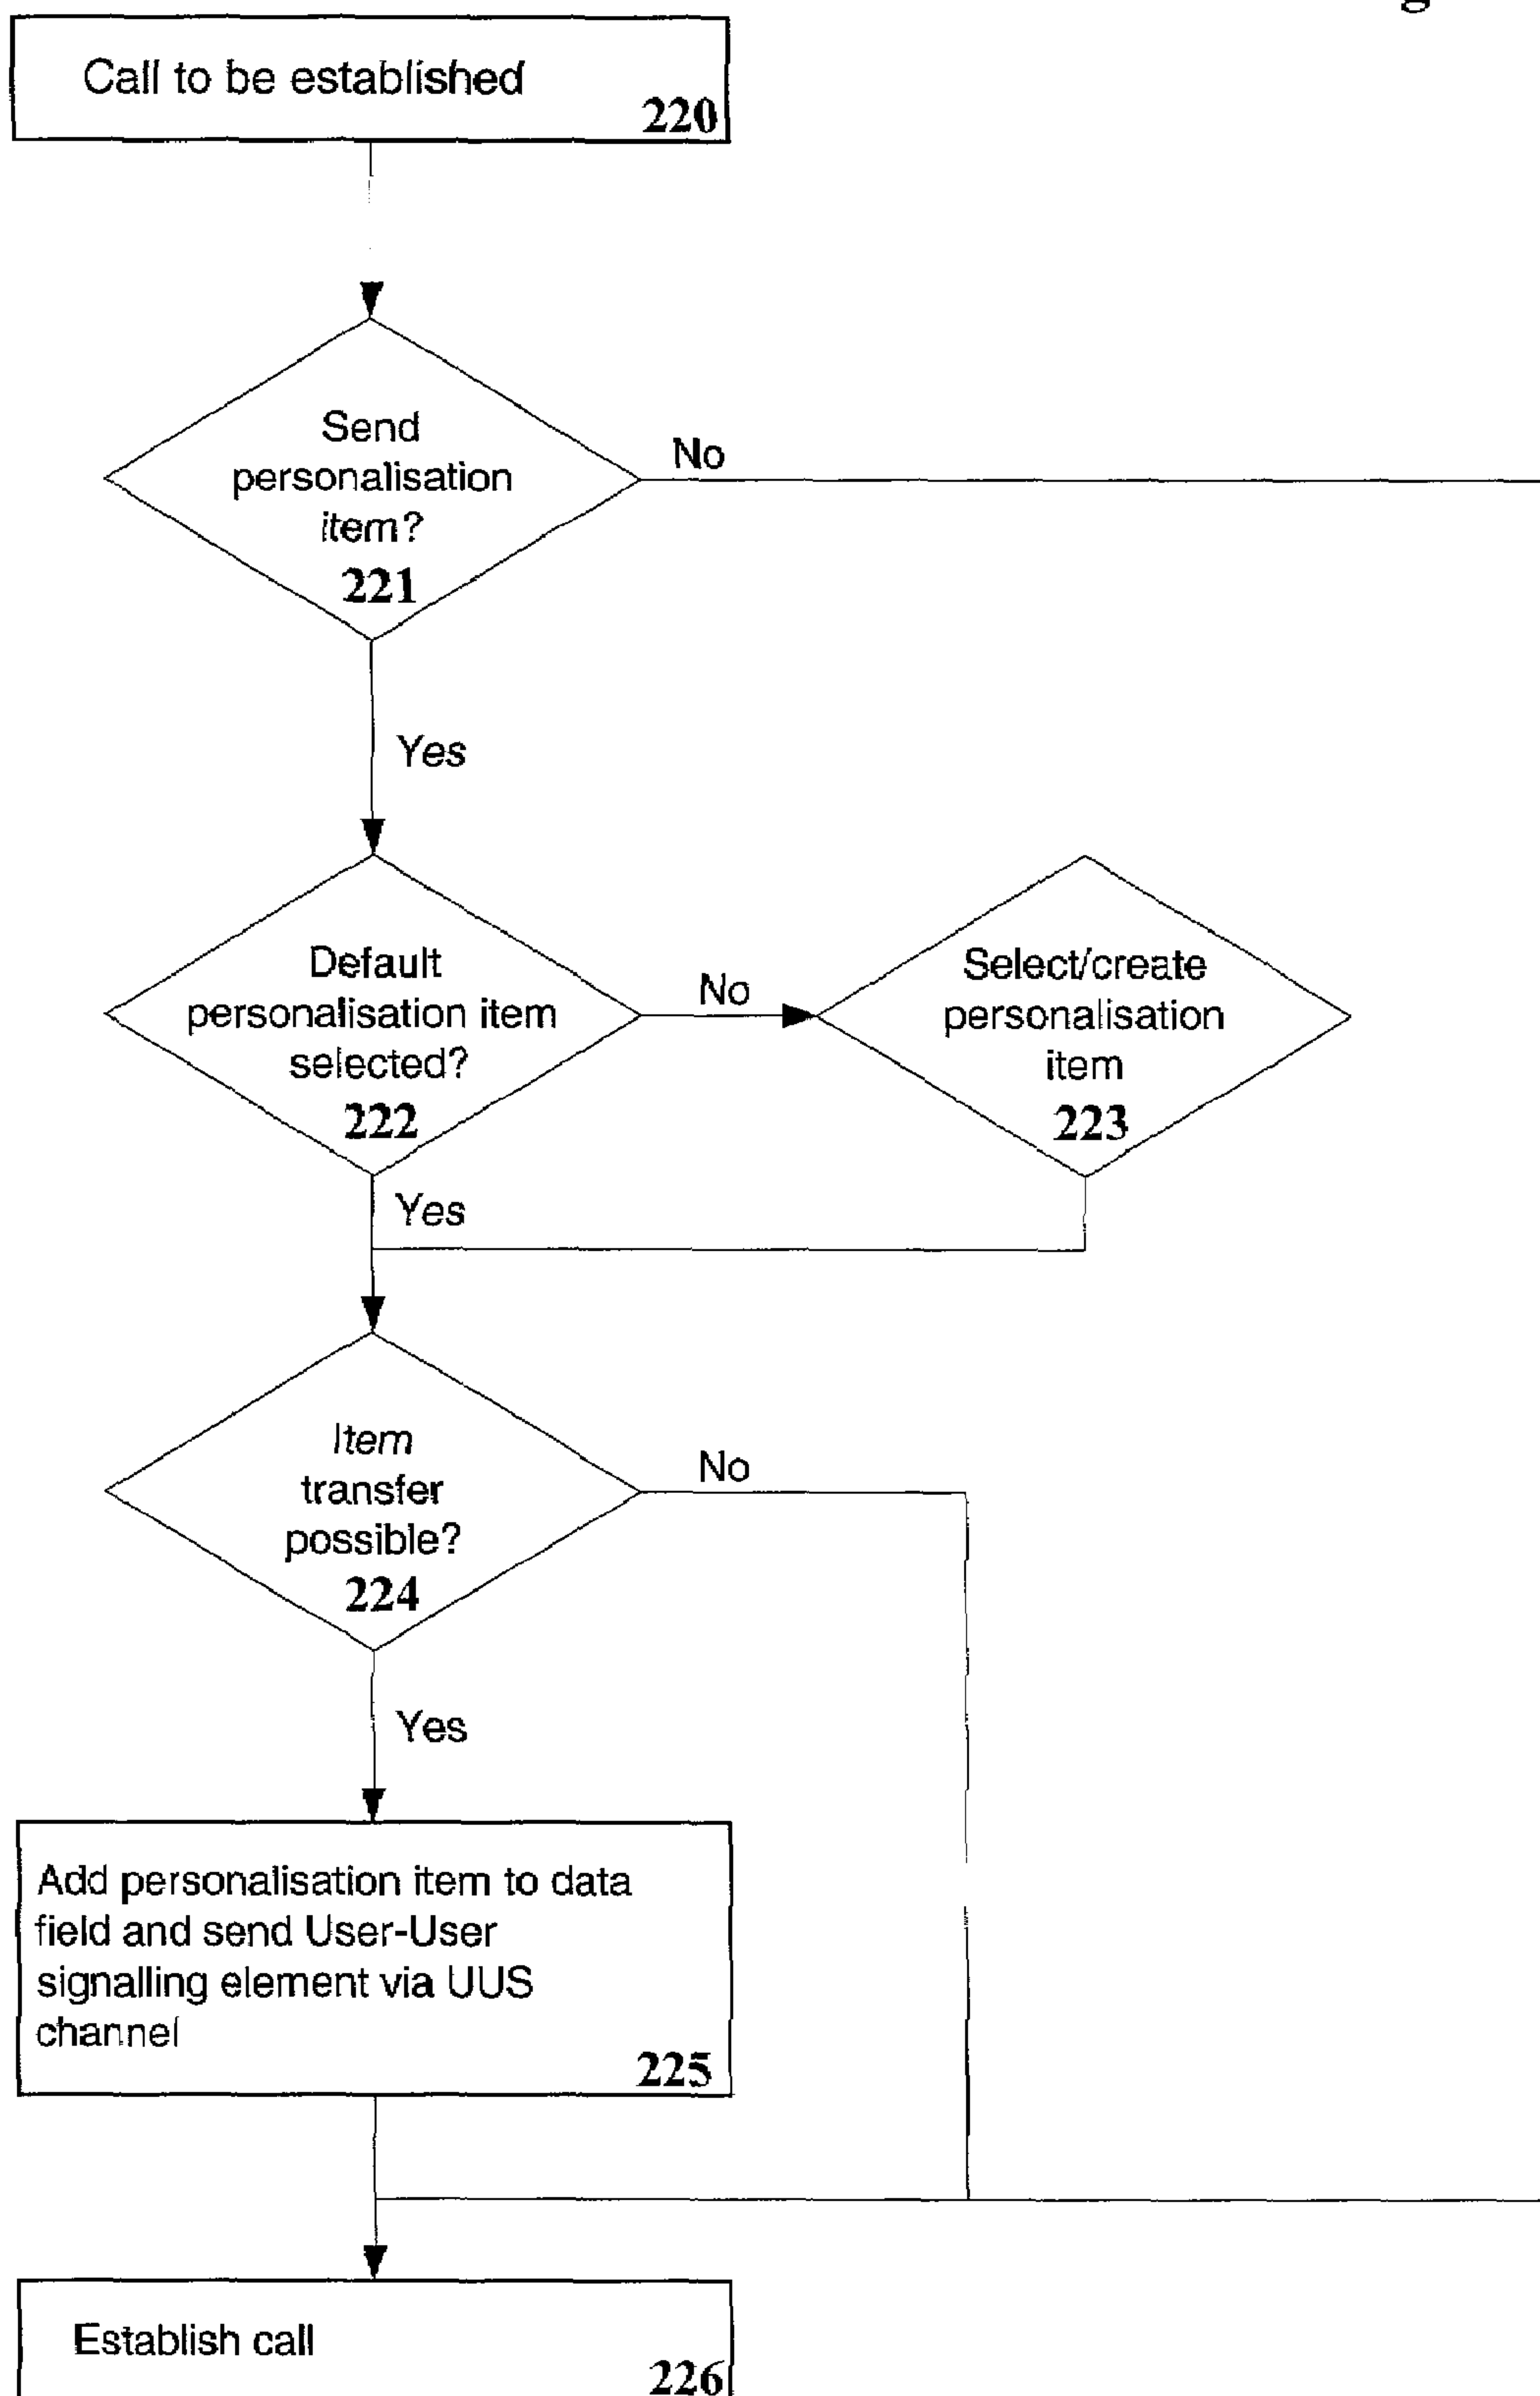 Call to be established
220
Send
personalisation
item?
221
No
Yes
Default
personalisation item
selected?
222
No
Select/create
personalisation
item
223
Yes
Item
transfer
possible?
224
No
Yes
Add personalisation item to data
field and send User-User
signalling element via UUS
channel
225
Establish call
226